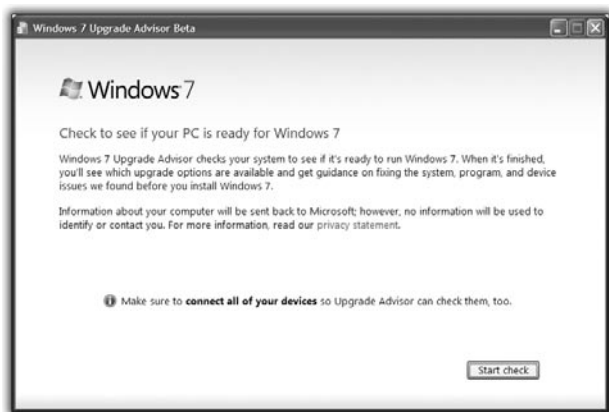 Windows 7 Upgrade Advisor Beta
Windows 7
Check to see if your PC is ready for Windows 7
Windows 7 Upgrade Advisor checks your system to see if it's ready to run Windows 7. When it's finished,
you'll see which upgrade options are available and get guidance on fixing the system, program, and device
issues we found before you install Windows 7.
Information about your computer will be sent back to Microsoft; however, no information will be used to
identify or contact you. For more information, read our privacy statement.
Make sure to connect all of your devices so Upgrade Advisor can check them, too.
Start check